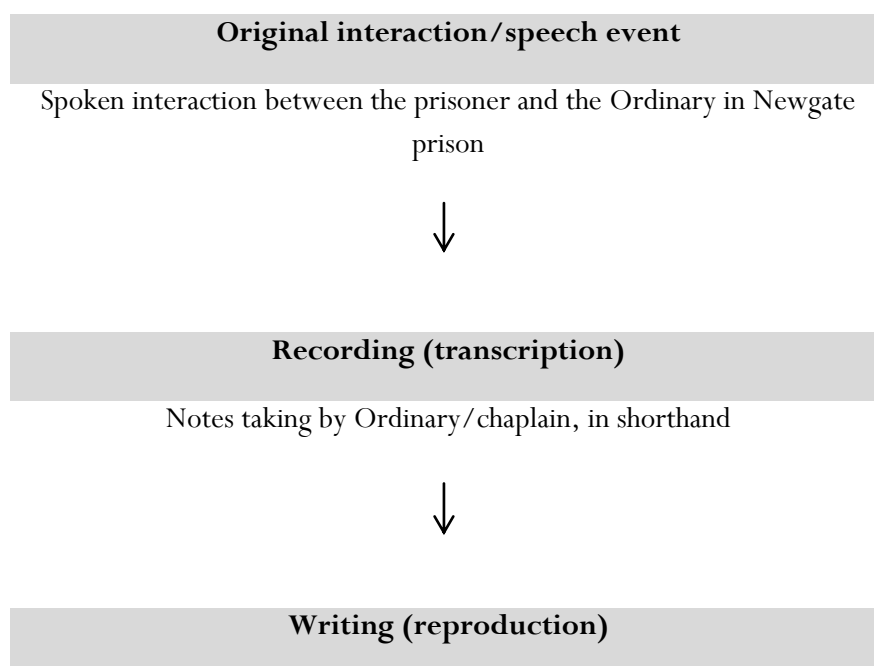 Original interaction/speech event
Spoken interaction between the prisoner and the Ordinary in Newgate
prison
Recording (transcription)
Notes taking by Ordinary/chaplain, in shorthand
Writing (reproduction)